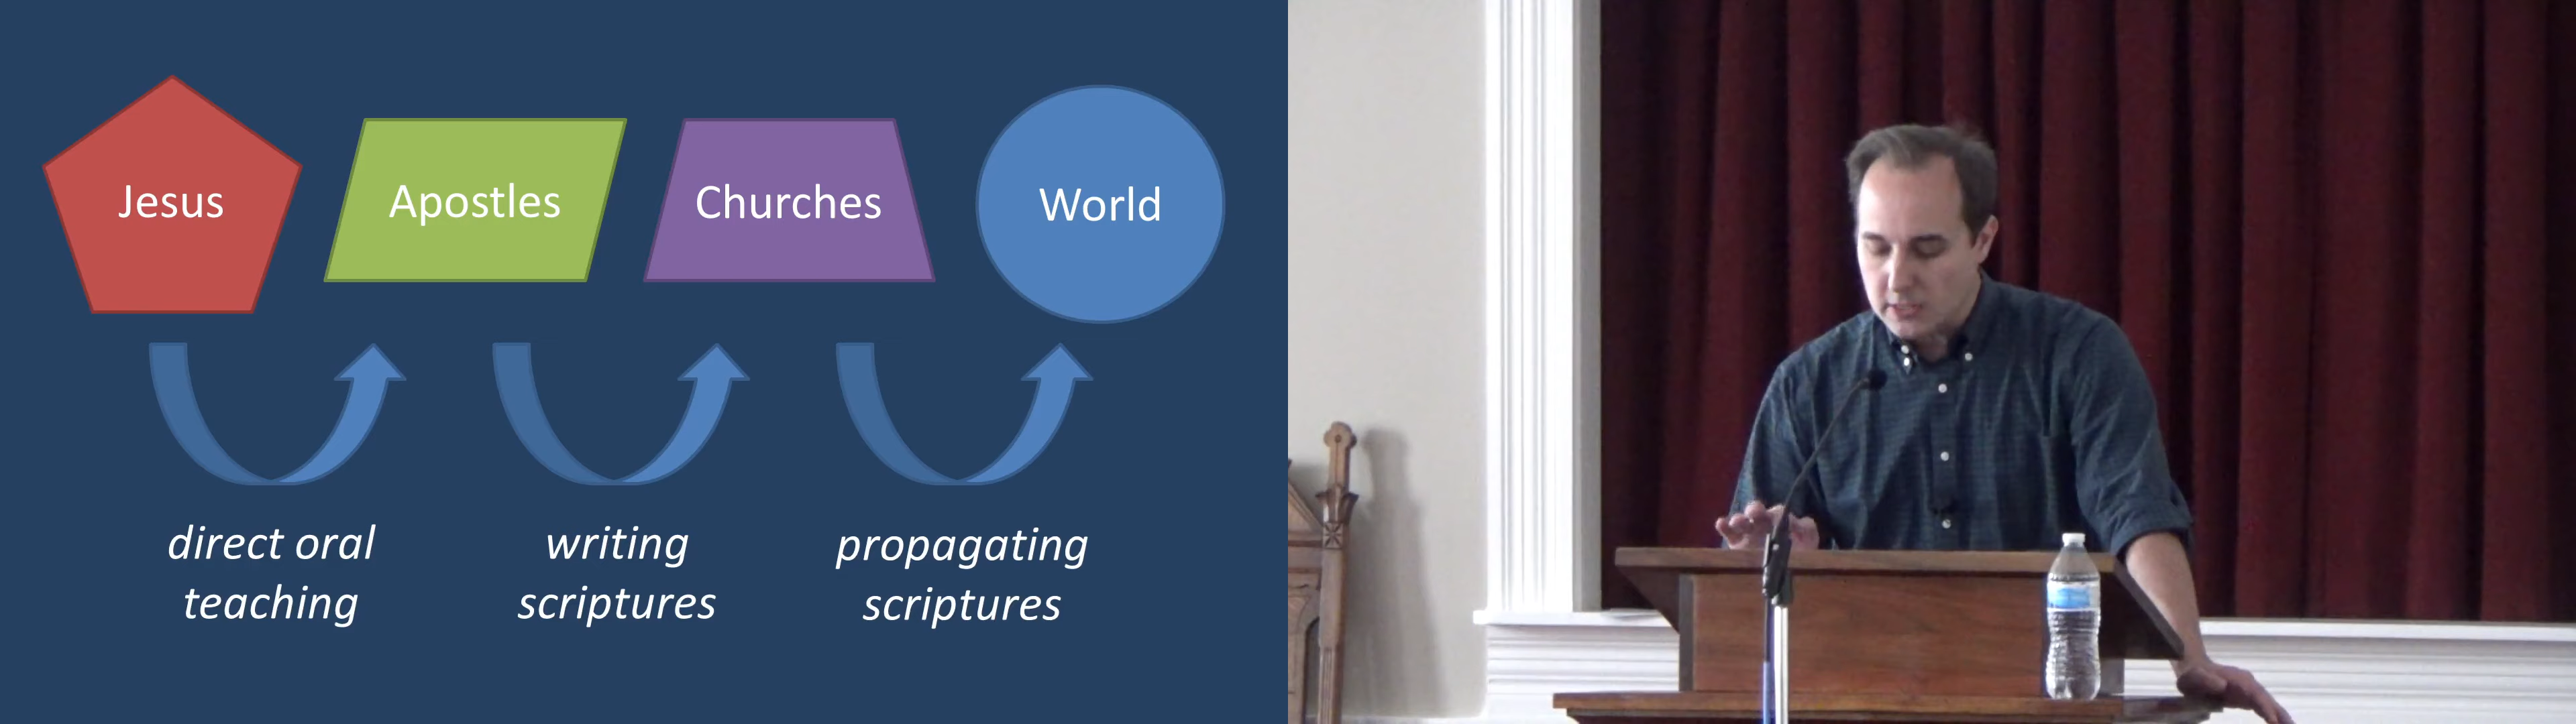 Jesus
Apostles
Churches
World
direct oral
teaching
writing
scriptures
propagating
scriptures